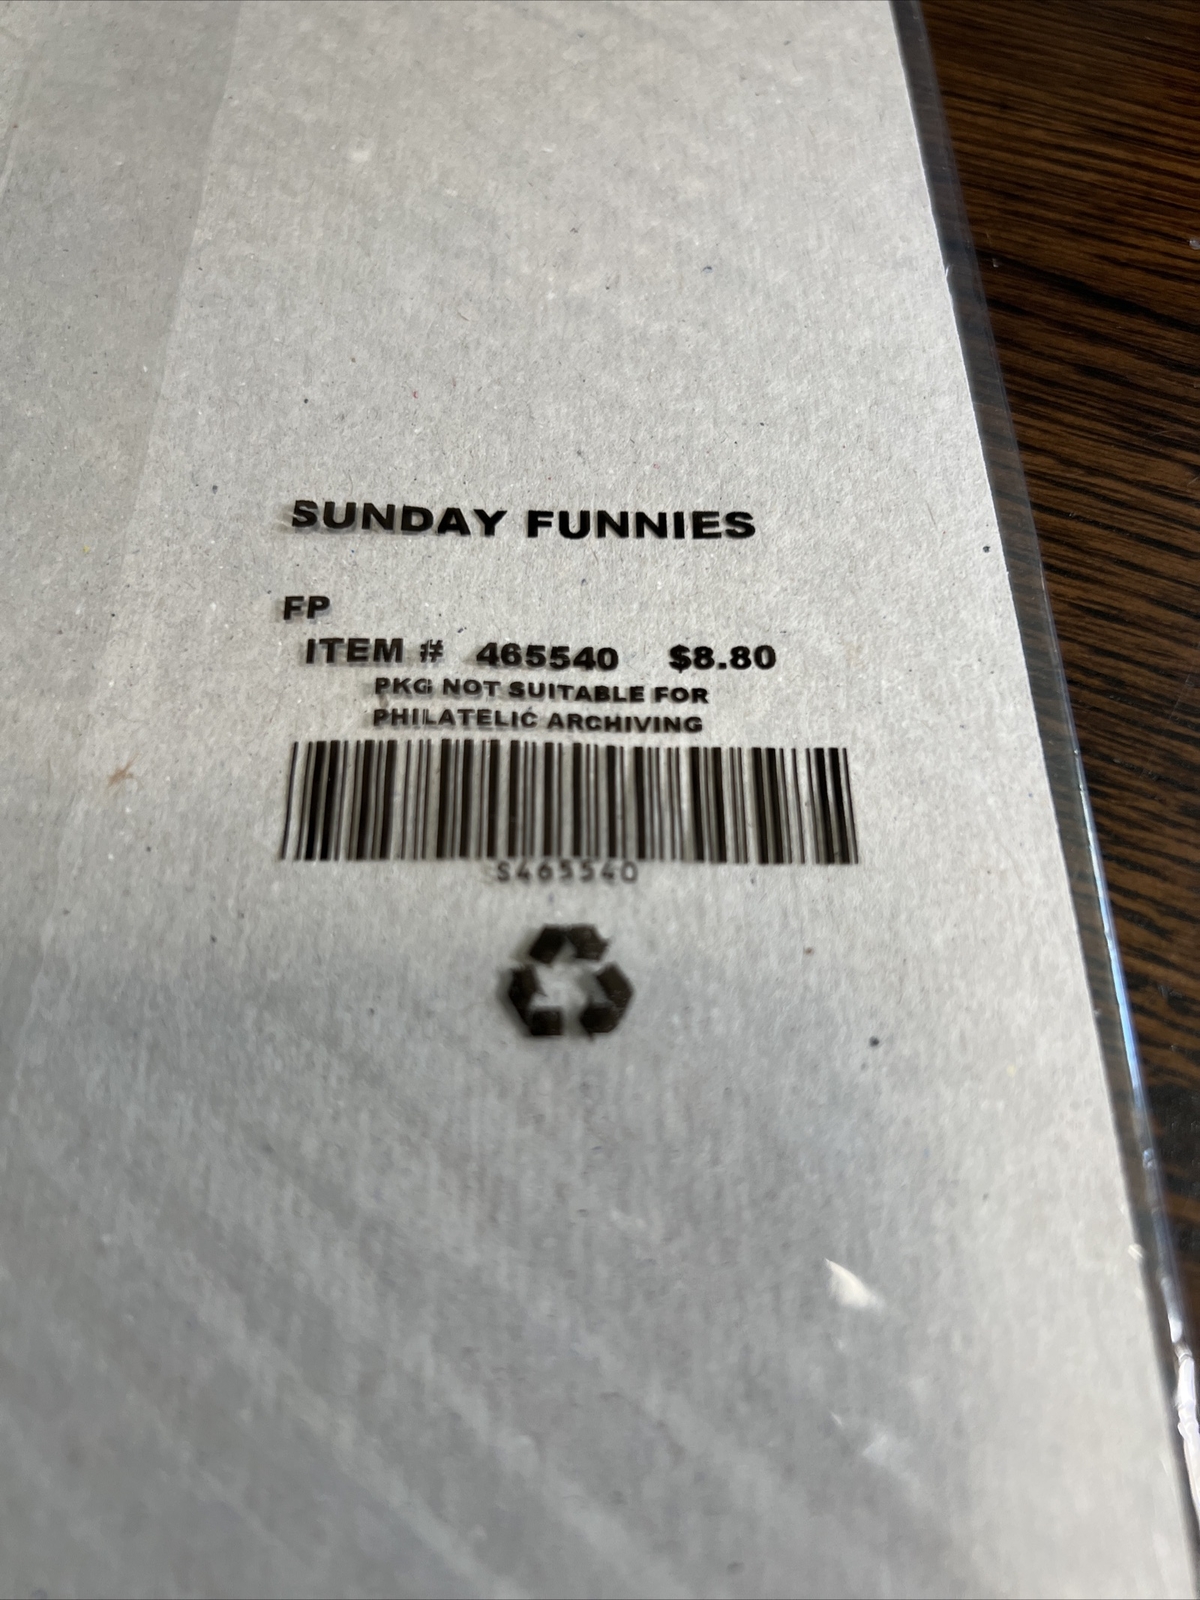 SUNDAY FUNNIES
FP
ITEM # 465540 $8.80
PKG NOT SUITABLE FOR
PHILATELIC ARCHIVING
S465540